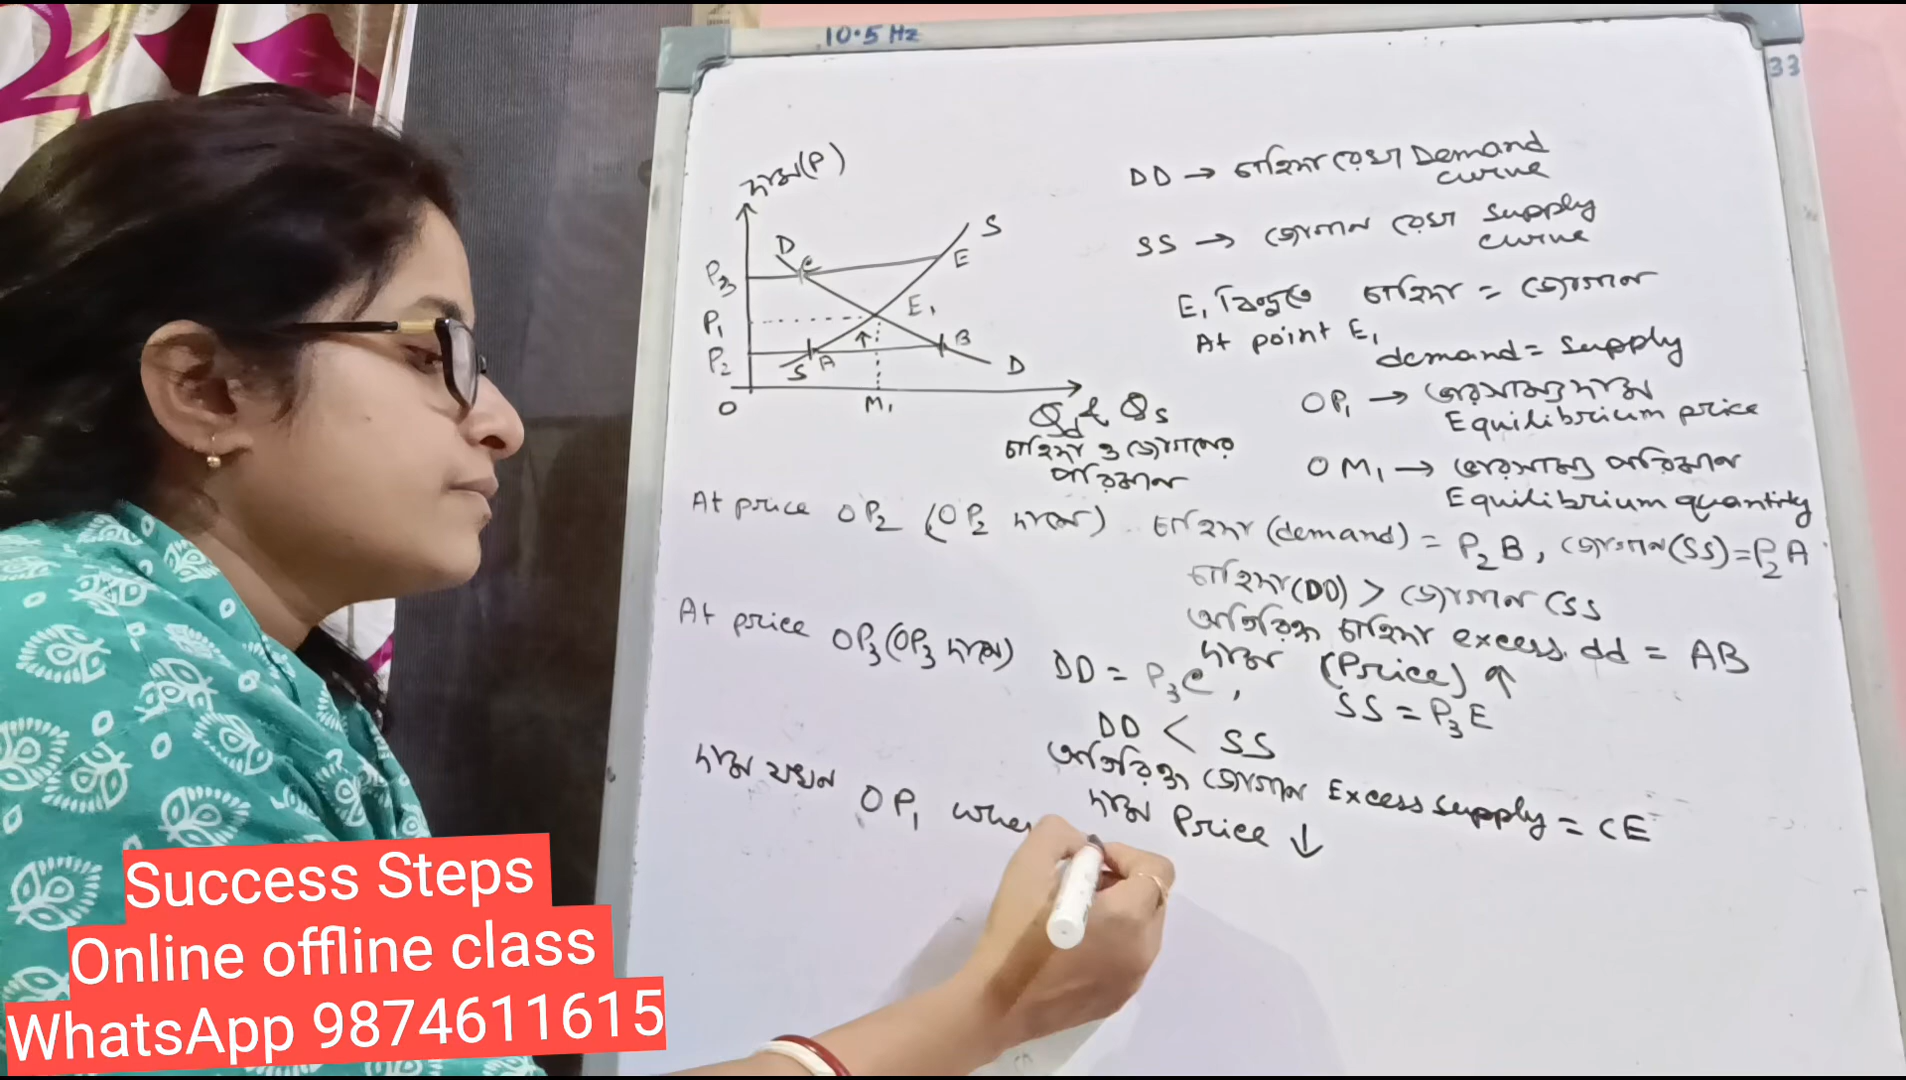 10.5 Hz
33
দাম(P)
S
D
C
E
P3
E1
P1
B
P2
A
S
D
O
M1
Qd & Qs
চাহিদা ও যোগানের
পরিমান
DD → চাহিদা রেখা Demand
curve
SS → যোগান রেখা Supply
curve
E1 বিন্দুতে চাহিদা = যোগান
At point E1
demand = supply
OP1 → ভারসাম্য দাম
Equilibrium price
OM1 → ভারসাম্য পরিমান
Equilibrium quantity
At price OP2 (OP2 দামে) চাহিদা (demand) = P2B, যোগান(SS) = P2A
চাহিদা(DD) > যোগান (SS
অতিরিক্ত চাহিদা excess. dd = AB
দাম (Price) ↑
At price OP3 (OP3 দামে) DD = P3C, SS = P3E
DD < SS
অতিরিক্ত যোগান Excess supply = CE
দাম Price ↓
দাম যখন OP1 when
Success Steps
Online offline class
WhatsApp 9874611615